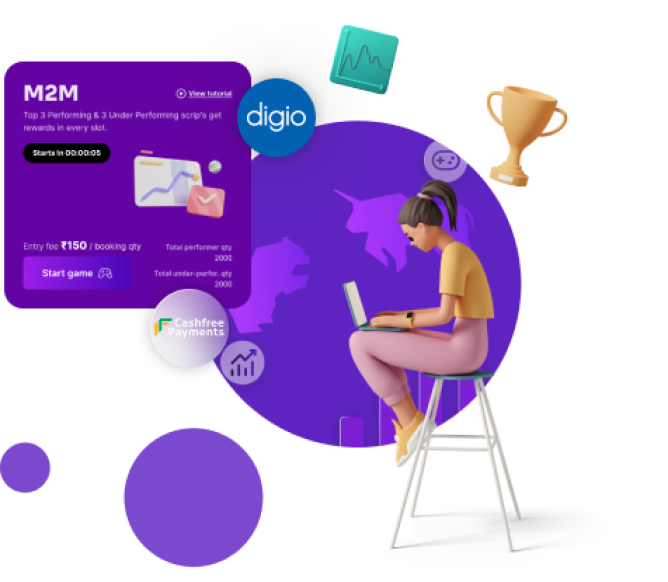 M2M
View tutorial
Top 3 Performing & 3 Under Performing scrip's get
rewards in every slot.
Starts in 00:00:05
digio
Entry fee ₹150 / booking qty
Total performer qty
2000
Start game
Total under-perfor. qty
2000
Cashfree
Payments